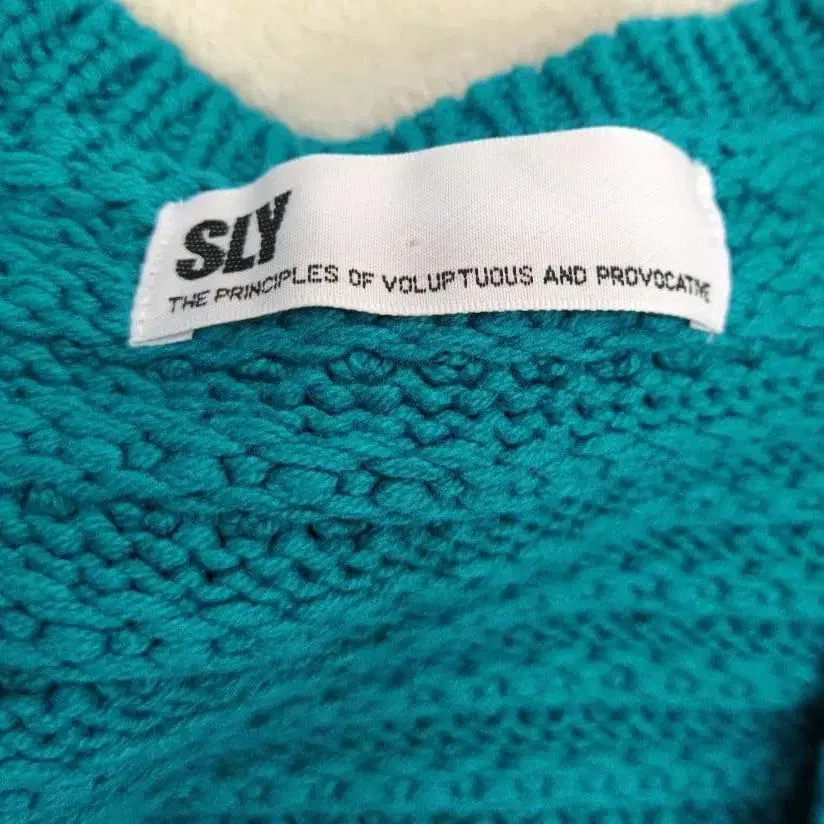 SLY
THE PRINCIPLES OF VOLUPTUOUS AND PROVOCATIVE